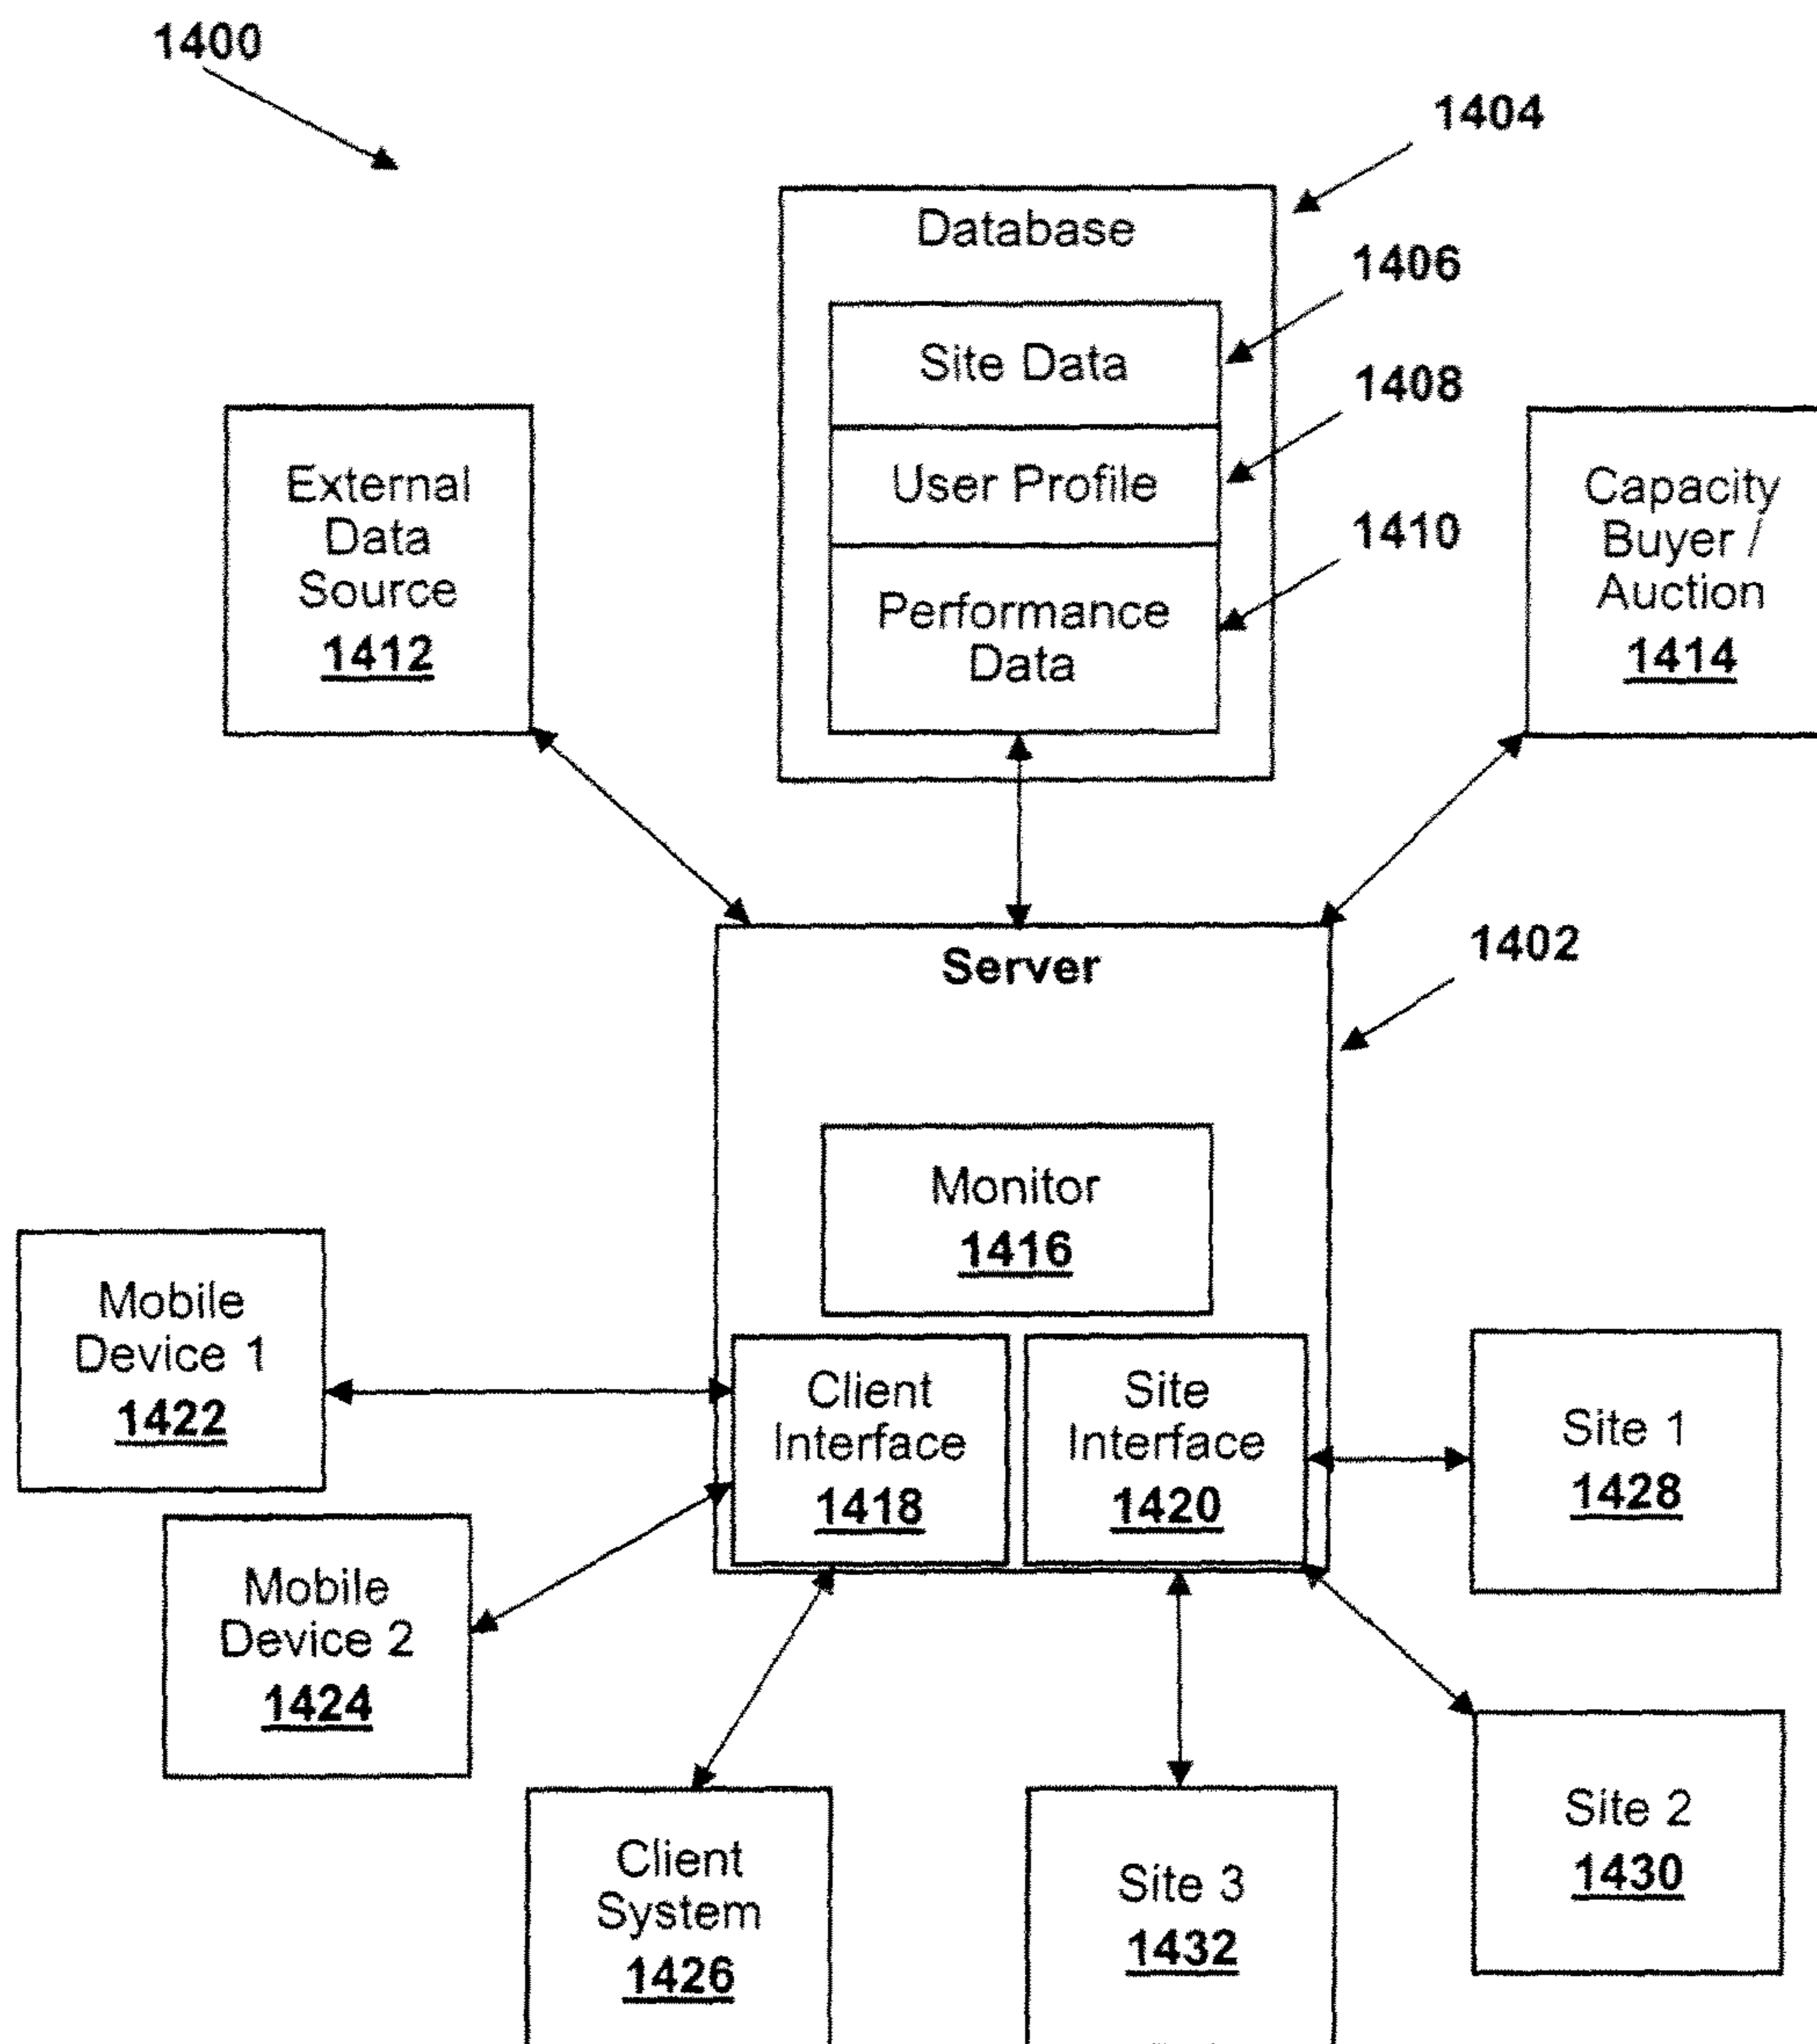 1400
1404
Database
1406
Site Data
1408
User Profile
1410
Performance
Data
External
Data
Source
1412
Capacity
Buyer /
Auction
1414
1402
Server
Monitor
1416
Mobile
Device 1
1422
Client
Interface
1418
Site
Interface
1420
Site 1
1428
Mobile
Device 2
1424
Client
System
1426
Site 3
1432
Site 2
1430